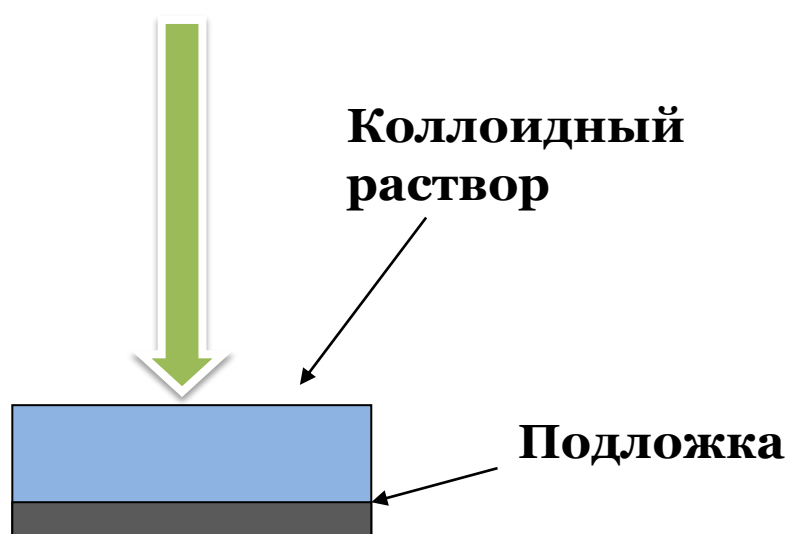 Коллоидный
раствор
Подложка